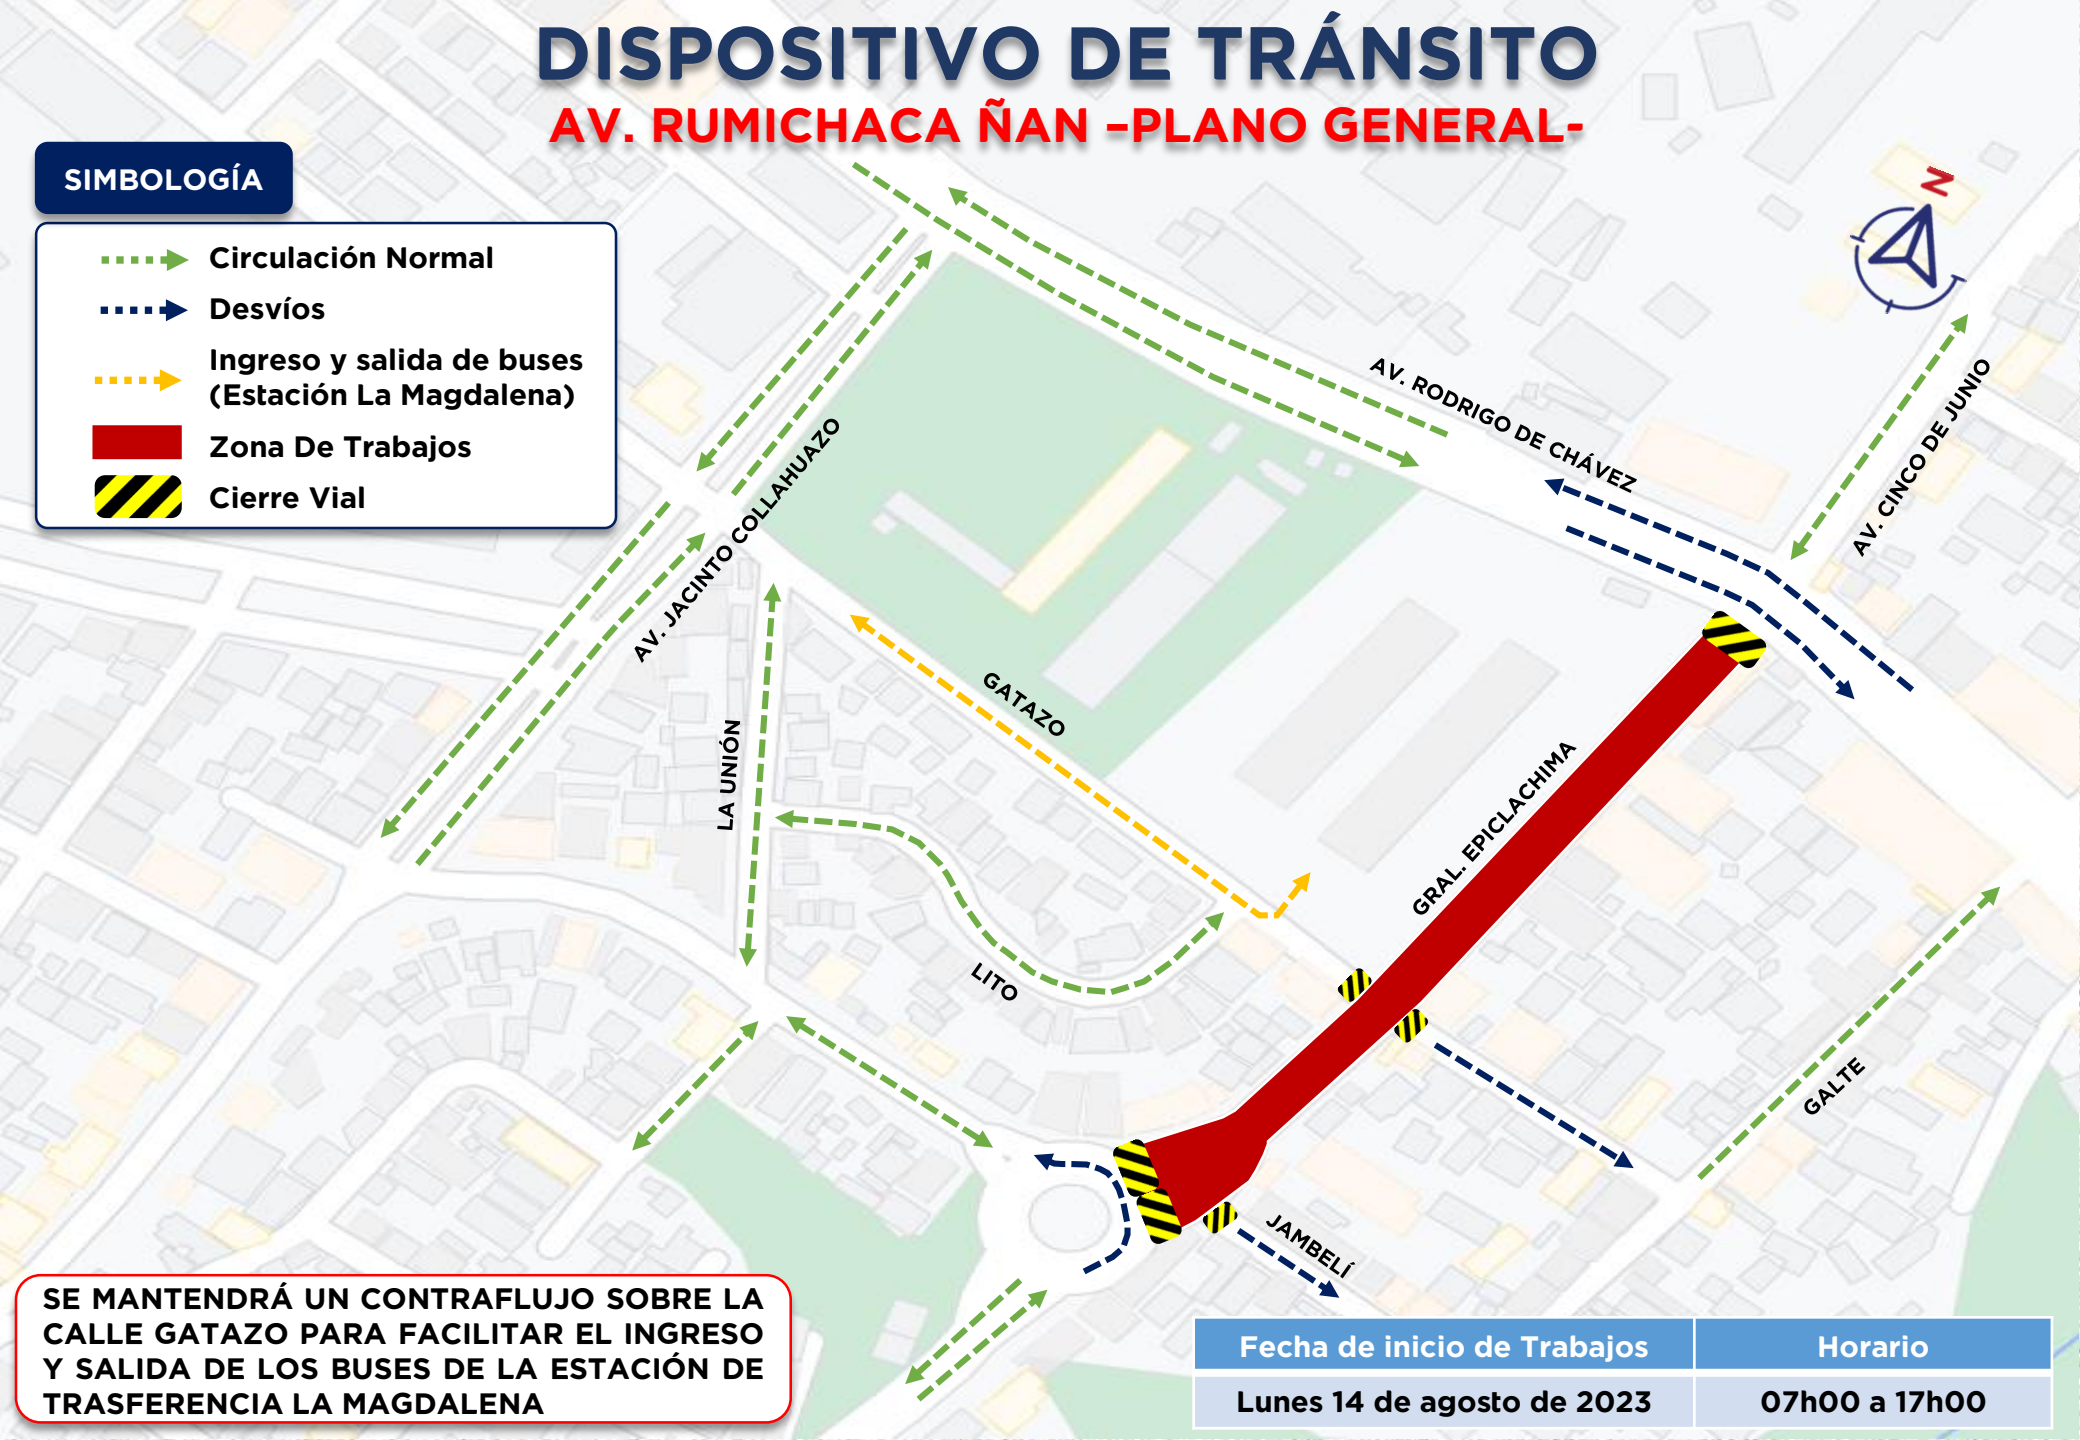 DISPOSITIVO DE TRÁNSITO
AV. RUMICHACA ÑAN –PLANO GENERAL-
SIMBOLOGÍA
Circulación Normal
Desvíos
Ingreso y salida de buses
(Estación La Magdalena)
Zona De Trabajos
Cierre Vial
N
AV. RODRIGO DE CHÁVEZ
AV. CINCO DE JUNIO
AV. JACINTO COLLAHUAZO
GATAZO
LA UNIÓN
GRAL. EPICLACHIMA
LITO
GALTE
JAMBELÍ
SE MANTENDRÁ UN CONTRAFLUJO SOBRE LA
CALLE GATAZO PARA FACILITAR EL INGRESO
Y SALIDA DE LOS BUSES DE LA ESTACIÓN DE
TRASFERENCIA LA MAGDALENA
Fecha de inicio de Trabajos Horario
Lunes 14 de agosto de 2023 07h00 a 17h00